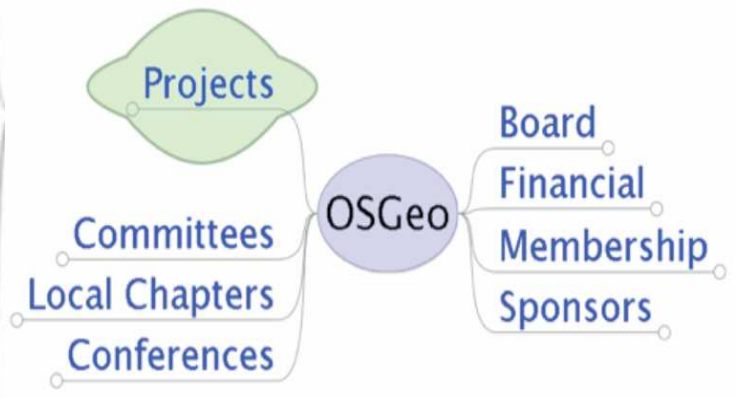 Projects
Committees
Local Chapters
Conferences
OSGeo
Board
Financial
Membership
Sponsors